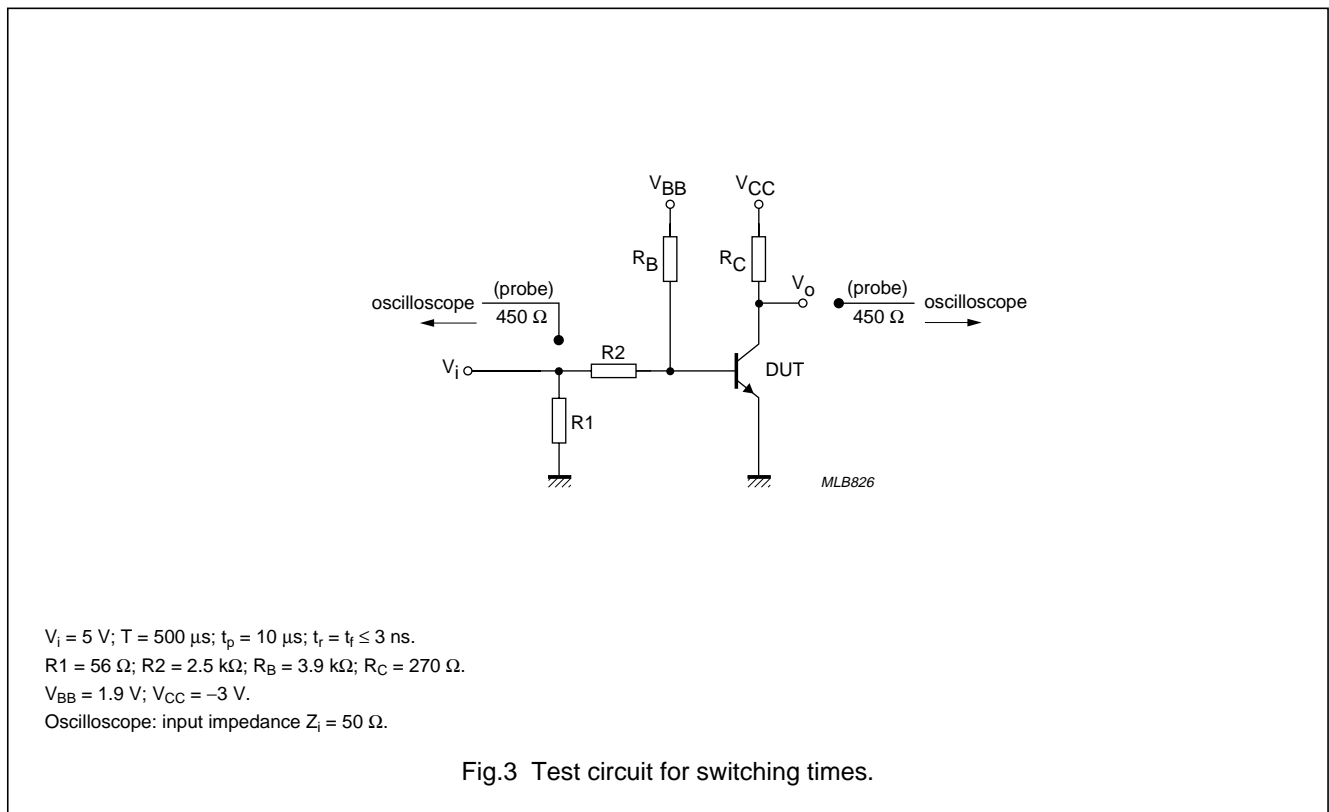 V_BB
V_CC
R_B
R_C
V_o
(probe)
oscilloscope
450 Ω
(probe)
oscilloscope
450 Ω
R2
V_i
DUT
R1
MLB826
V_i = 5 V; T = 500 µs; t_p = 10 µs; t_r = t_f ≤ 3 ns.
R1 = 56 Ω; R2 = 2.5 kΩ; R_B = 3.9 kΩ; R_C = 270 Ω.
V_BB = 1.9 V; V_CC = −3 V.
Oscilloscope: input impedance Z_i = 50 Ω.
Fig.3 Test circuit for switching times.